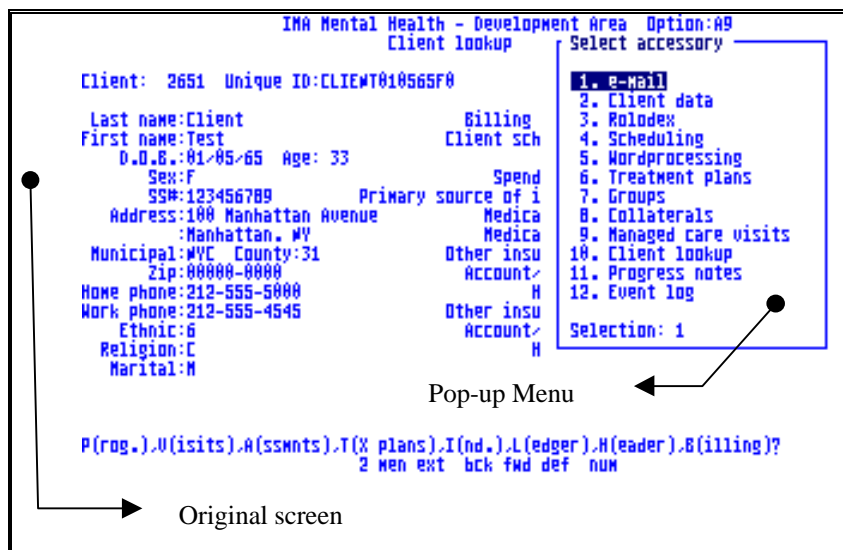 IMA Mental Health - Development Area Option:A9
Client lookup
Select accessory
Client: 2651 Unique ID:CLIENT010565F0
1. e-mail
2. Client data
Last name:Client Billing
3. Rolodex
First name:Test Client sch
4. Scheduling
D.O.B.:01/05/65 Age: 33
5. Wordprocessing
Sex:F Spend
6. Treatment plans
SS#:123456789 Primary source of i
7. Groups
Address:100 Manhattan Avenue Medica
8. Collaterals
:Manhattan. NY Medica
9. Managed care visits
Municipal:NYC County:31 Other insu
10. Client lookup
Zip:00000-0000 Account/
11. Progress notes
Home phone:212-555-5000 H
12. Event log
Work phone:212-555-4545 Other insu
Ethnic:6 Account/
Selection: 1
Religion:C H
Marital:M
Pop-up Menu
P(rog.),V(isits),A(ssmnts),T(X plans),I(nd.),L(edger),H(eader),B(illing)?
2 men ext bck fwd def num
Original screen